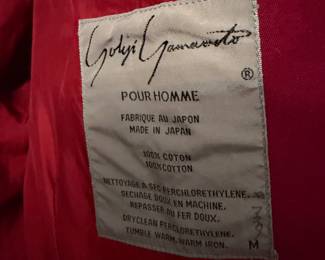 Yohji Yamamoto
®
POUR HOMME
FABRIQUE AU JAPON
MADE IN JAPAN
100% COTON
100% COTTON
NETTOYAGE A SEC PERCHLORETHYLENE.
SECHAGE DOUX EN MACHINE.
REPASSER AU FER DOUX.
DRYCLEAN PERCHLORETHYLENE.
TUMBLE WARM-WARM IRON.
M